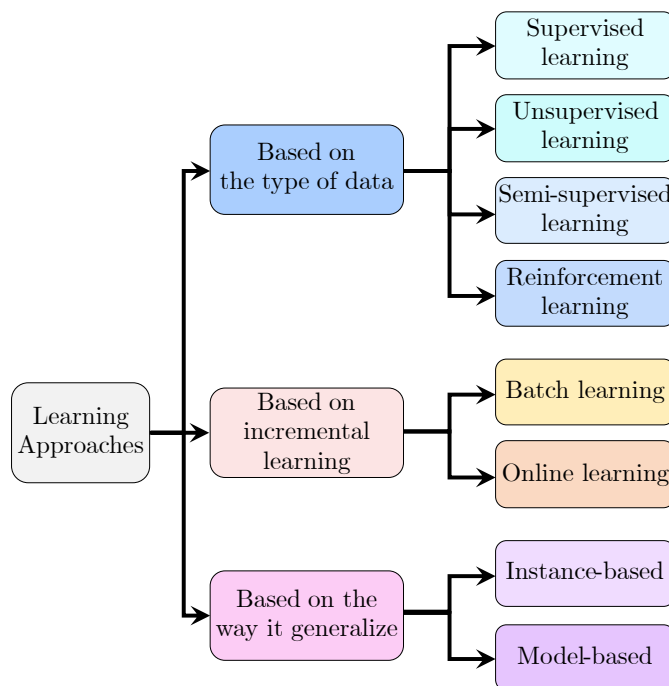 Supervised
learning
Unsupervised
learning
Based on
the type of data
Semi-supervised
learning
Reinforcement
learning
Learning
Approaches
Based on
incremental
learning
Batch learning
Online learning
Based on the
way it generalize
Instance-based
Model-based